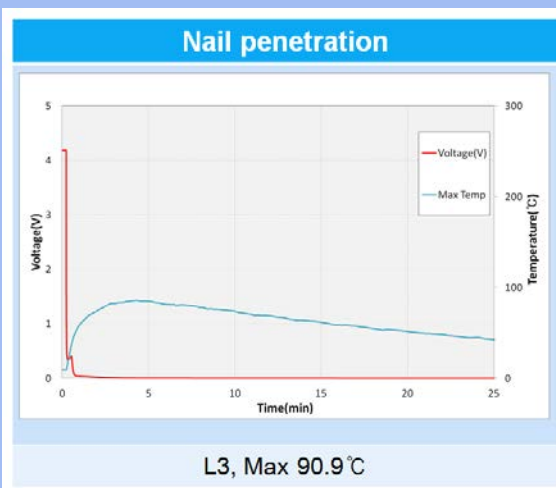 Nail penetration
5
4
3
2
1
0
Voltage(V)
300
200
100
0
Temperature(℃)
Voltage(V)
Max Temp
0 5 10 15 20 25
Time(min)
L3, Max 90.9℃